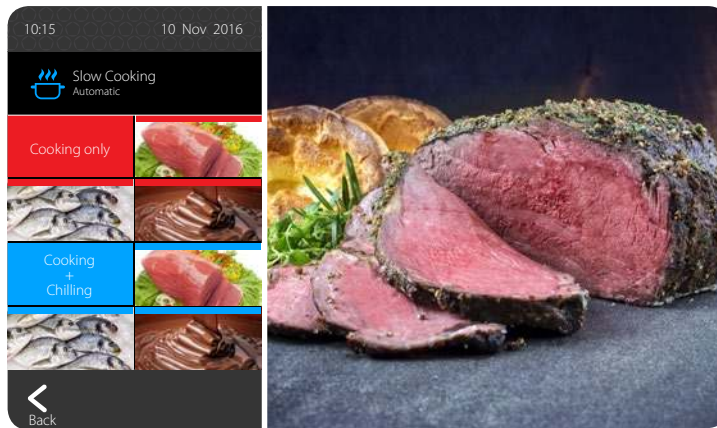 10:15
10 Nov 2016
Slow Cooking
Automatic
Cooking only
Cooking
+
Chilling
Back